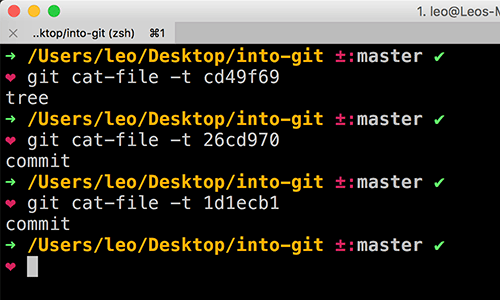 1. leo@Leos-M
..ktop/into-git (zsh) ⌘1
➜ /Users/leo/Desktop/into-git ±:master ✔
❤ git cat-file -t cd49f69
tree
➜ /Users/leo/Desktop/into-git ±:master ✔
❤ git cat-file -t 26cd970
commit
➜ /Users/leo/Desktop/into-git ±:master ✔
❤ git cat-file -t 1d1ecb1
commit
➜ /Users/leo/Desktop/into-git ±:master ✔
❤